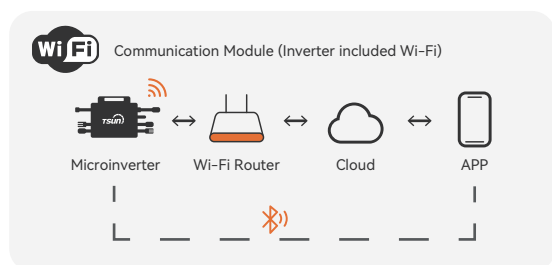 Wi Fi
Communication Module (Inverter included Wi-Fi)
TSUN
Microinverter
Wi-Fi Router
Cloud
APP